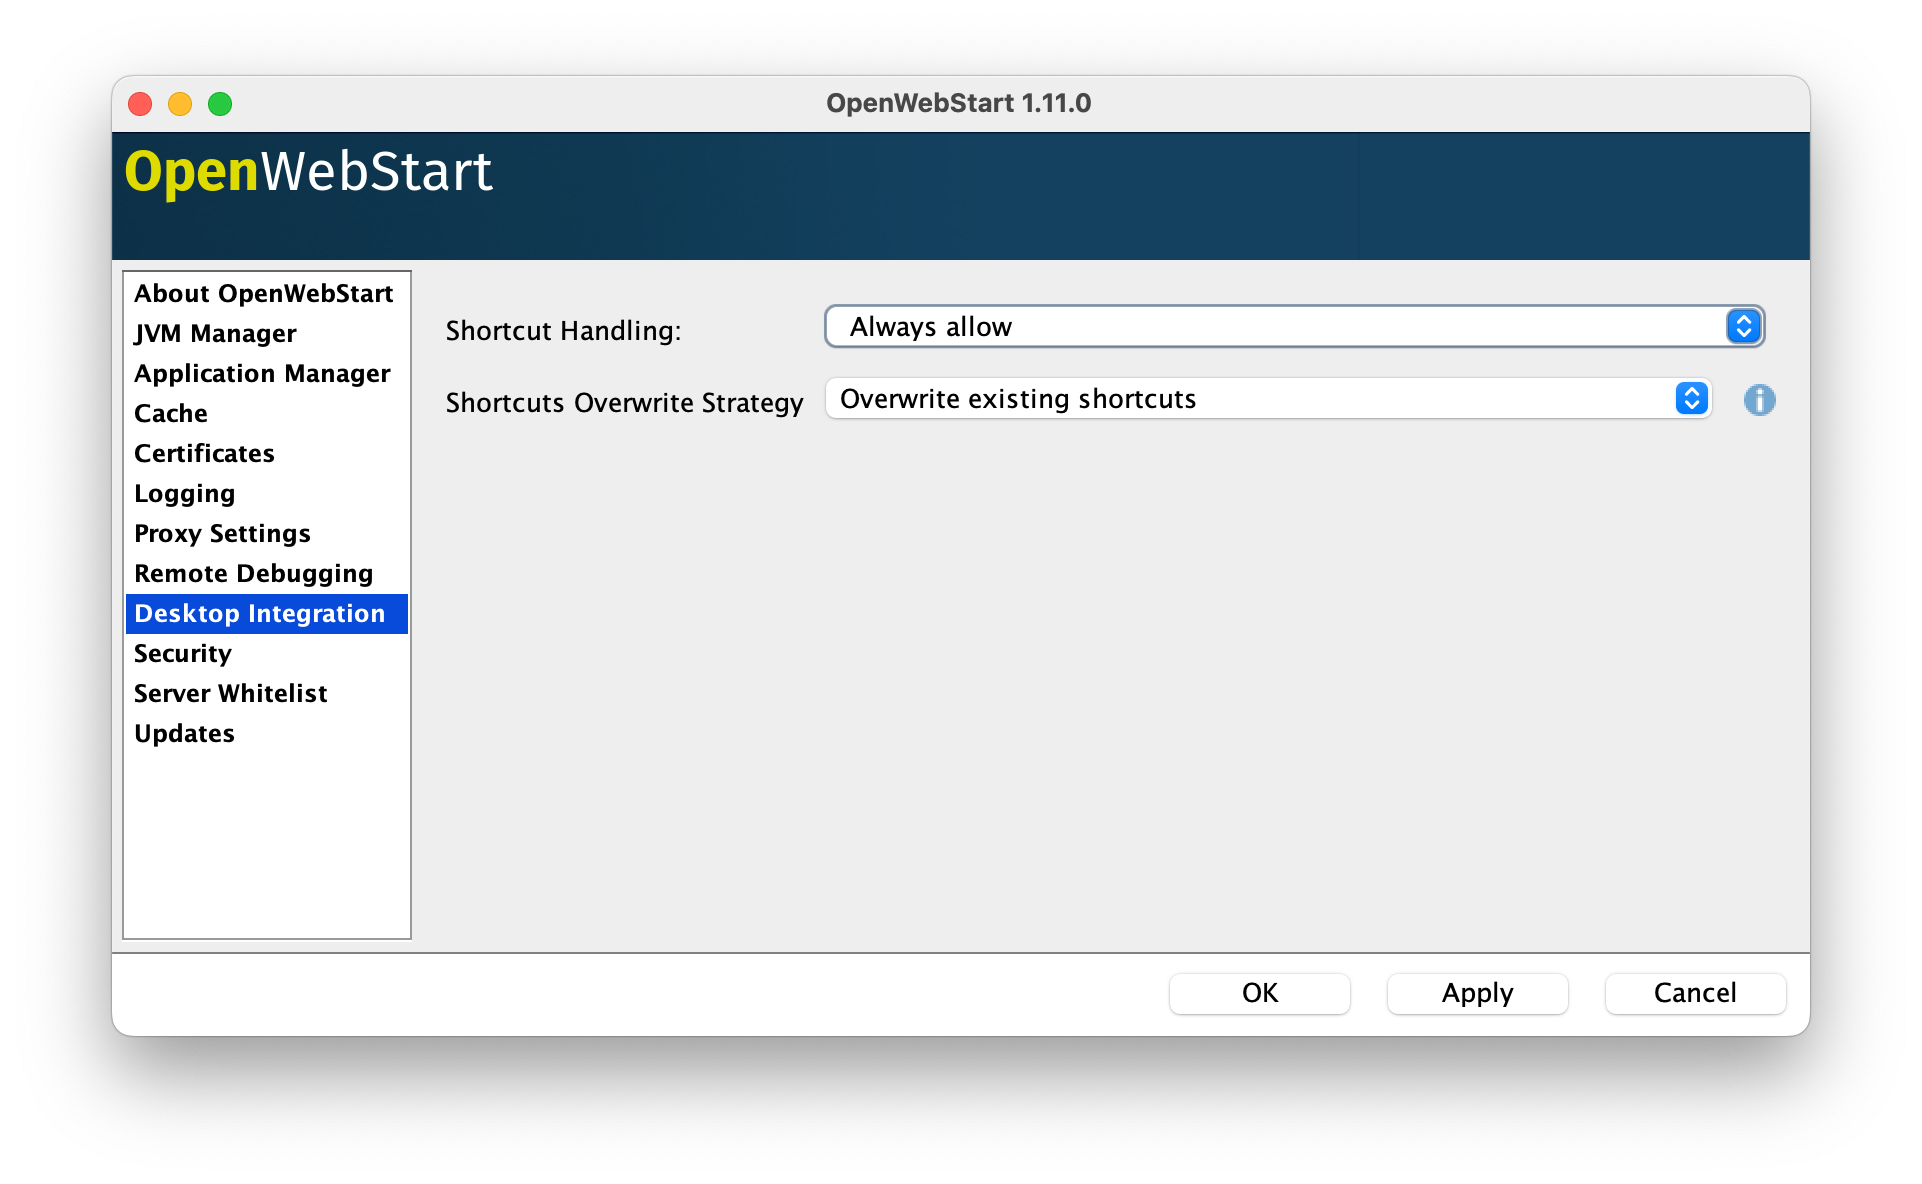 OpenWebStart 1.11.0
OpenWebStart
About OpenWebStart
JVM Manager
Application Manager
Cache
Certificates
Logging
Proxy Settings
Remote Debugging
Desktop Integration
Security
Server Whitelist
Updates
Shortcut Handling: Always allow
Shortcuts Overwrite Strategy Overwrite existing shortcuts
OK Apply Cancel